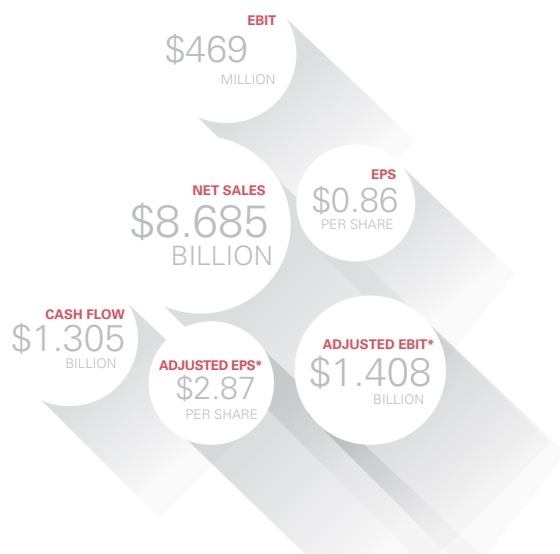 EBIT
$469
MILLION
NET SALES
$8.685
BILLION
EPS
$0.86
PER SHARE
CASH FLOW
$1.305
BILLION
ADJUSTED EPS*
$2.87
PER SHARE
ADJUSTED EBIT*
$1.408
BILLION